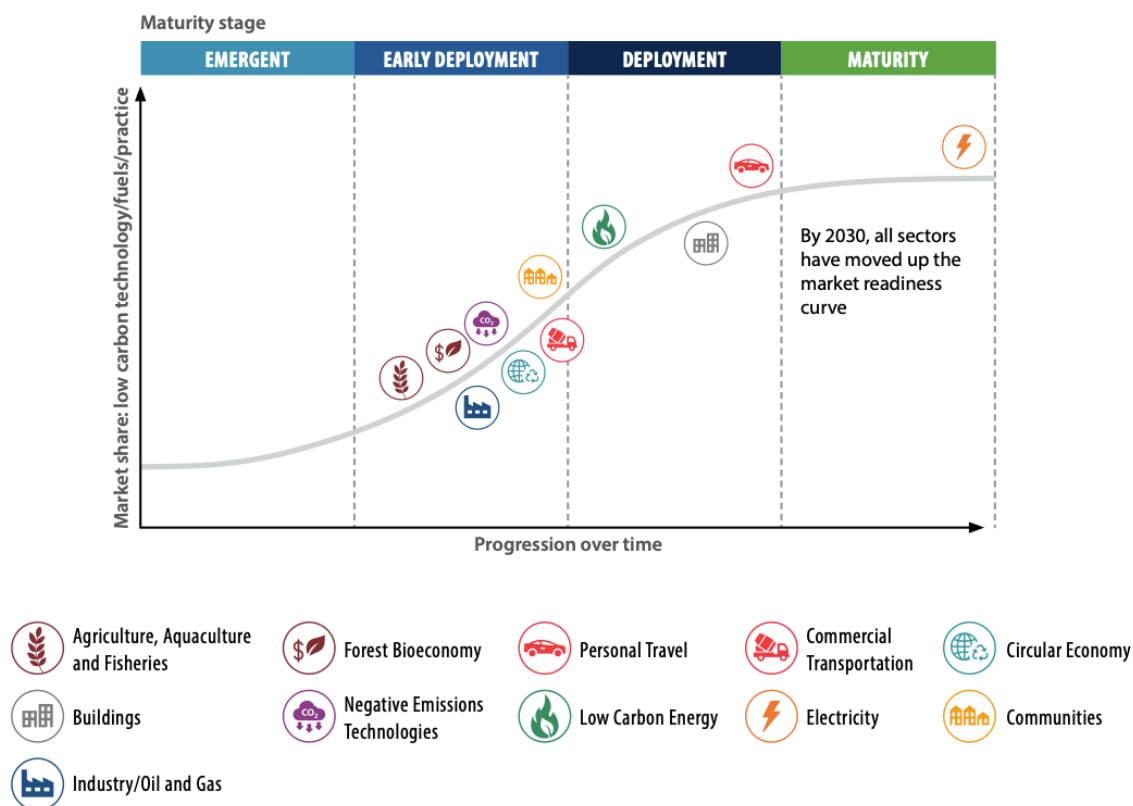 Maturity stage
EMERGENT
EARLY DEPLOYMENT
DEPLOYMENT
MATURITY
Market share: low carbon technology/fuels/practice
By 2030, all sectors
have moved up the
market readiness
curve
CO₂
Progression over time
Agriculture, Aquaculture
and Fisheries
$
Forest Bioeconomy
Personal Travel
Commercial
Transportation
Circular Economy
Buildings
CO₂
Negative Emissions
Technologies
Low Carbon Energy
Electricity
Communities
Industry/Oil and Gas